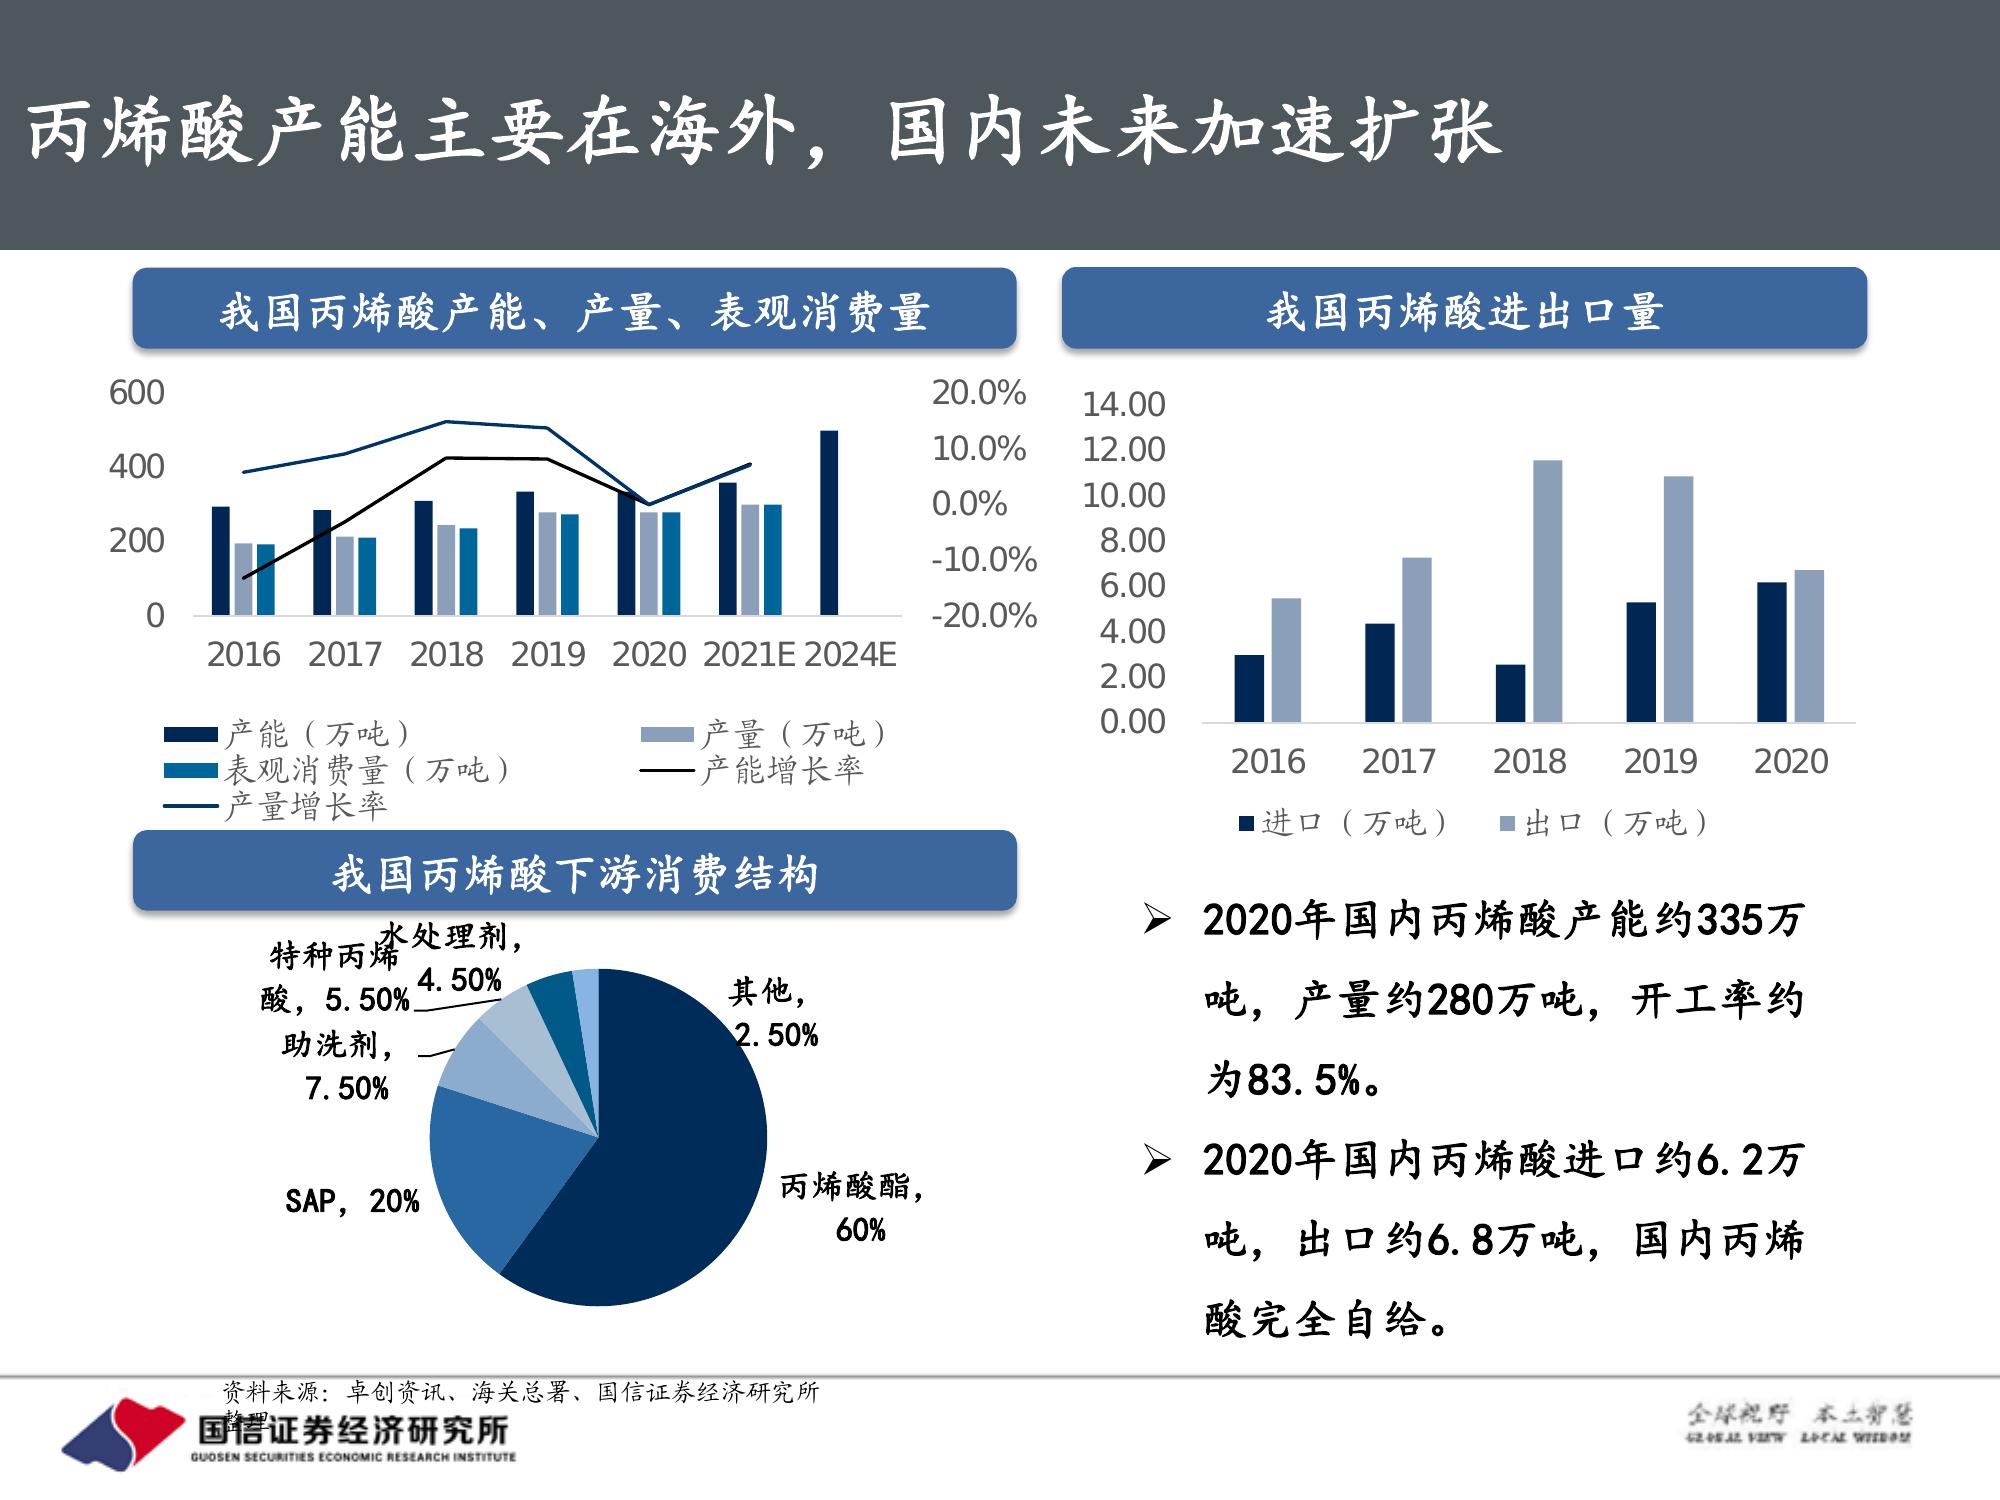 丙烯酸产能主要在海外，国内未来加速扩张
我国丙烯酸产能、产量、表观消费量
600
400
200
0
20.0%
10.0%
0.0%
-10.0%
-20.0%
2016 2017 2018 2019 2020 2021E 2024E
产能（万吨） 产量（万吨）
表观消费量（万吨） 产能增长率
产量增长率
我国丙烯酸进出口量
14.00
12.00
10.00
8.00
6.00
4.00
2.00
0.00
2016 2017 2018 2019 2020
进口（万吨） 出口（万吨）
我国丙烯酸下游消费结构
水处理剂，
4.50%
特种丙烯
酸，5.50%
助洗剂，
7.50%
SAP，20%
其他，
2.50%
丙烯酸酯，
60%
➢ 2020年国内丙烯酸产能约335万
吨，产量约280万吨，开工率约
为83.5%。
➢ 2020年国内丙烯酸进口约6.2万
吨，出口约6.8万吨，国内丙烯
酸完全自给。
资料来源：卓创资讯、海关总署、国信证券经济研究所
整理
国信证券经济研究所
GUOSEN SECURITIES ECONOMIC RESEARCH INSTITUTE
全球视野 本土智慧
GLOBAL VIEW LOCAL WISDOM